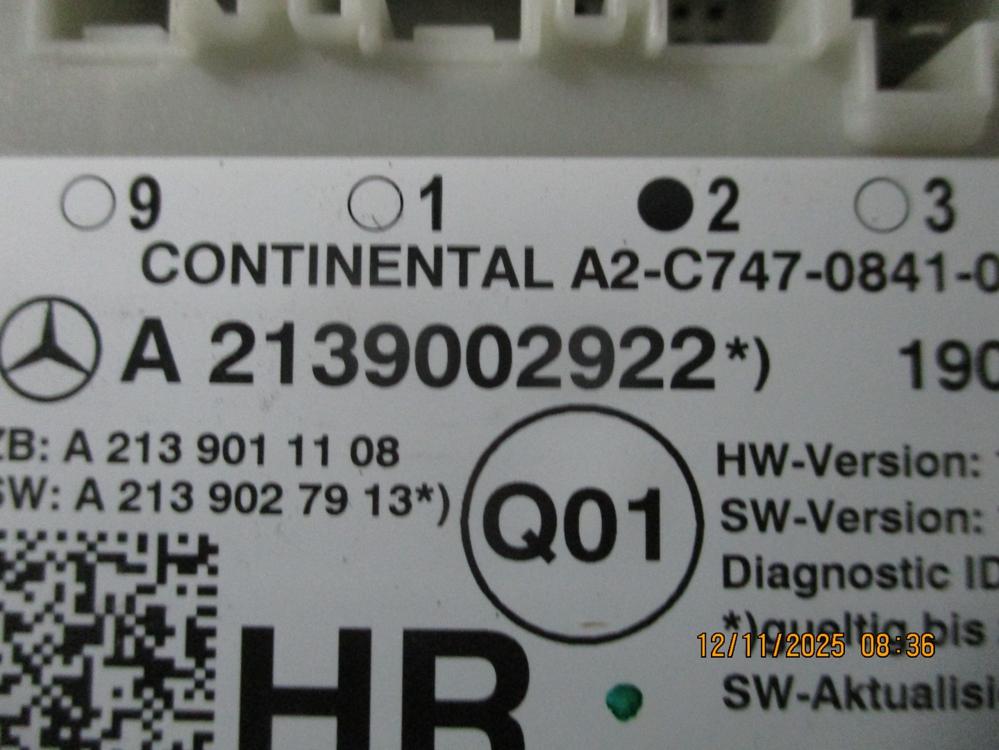 9 1 2 3
CONTINENTAL A2-C747-0841-0
A 2139002922*) 190
ZB: A 213 901 11 08
SW: A 213 902 79 13*)
Q01
HW-Version:
SW-Version:
Diagnostic ID
*)gueltig bis
12/11/2025 08:36
SW-Aktualisi
HR